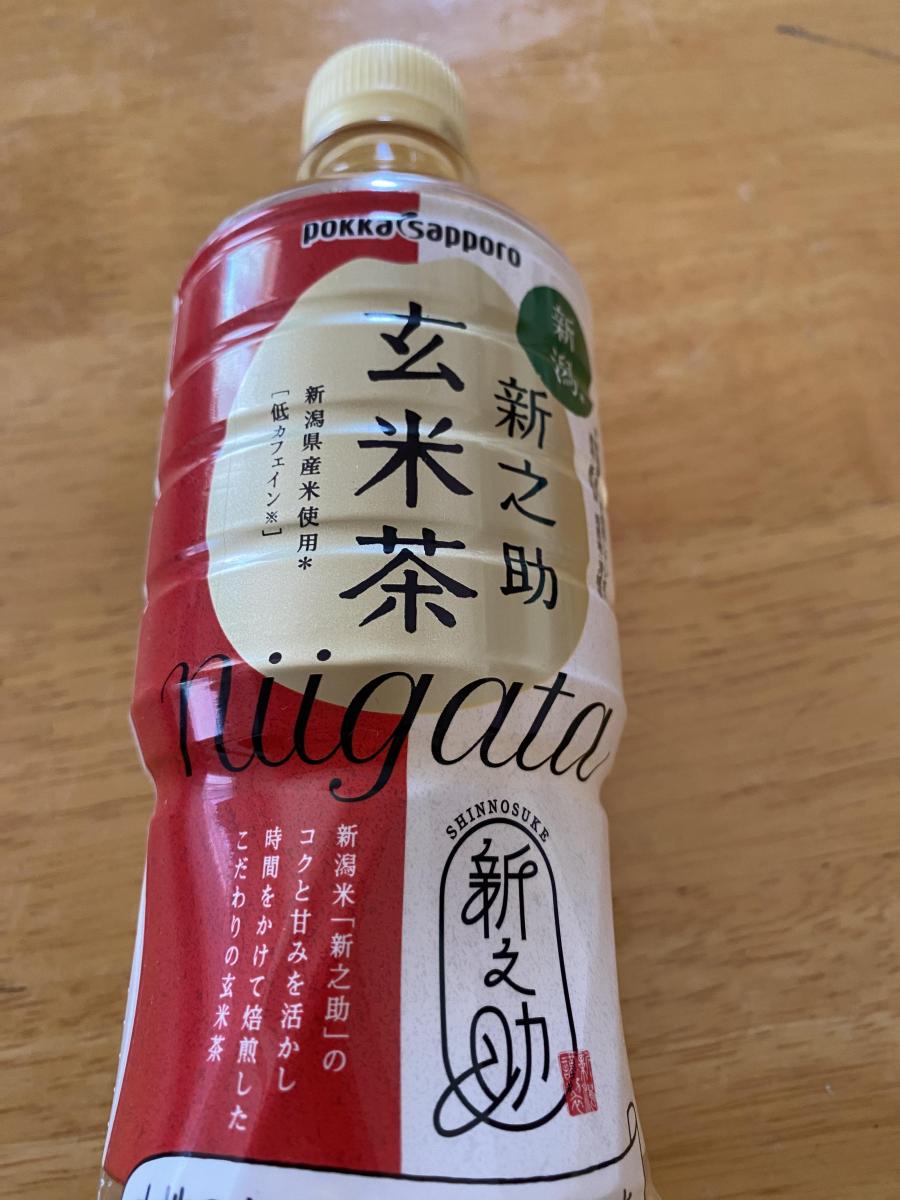 pokka sapporo
新潟、
新之助
玄米茶
新潟県産米使用*
[低カフェイン※]
niigata
SHINNOSUKE
新之助
新潟米「新之助」の
コクと甘みを活かし
時間をかけて焙煎した
こだわりの玄米茶